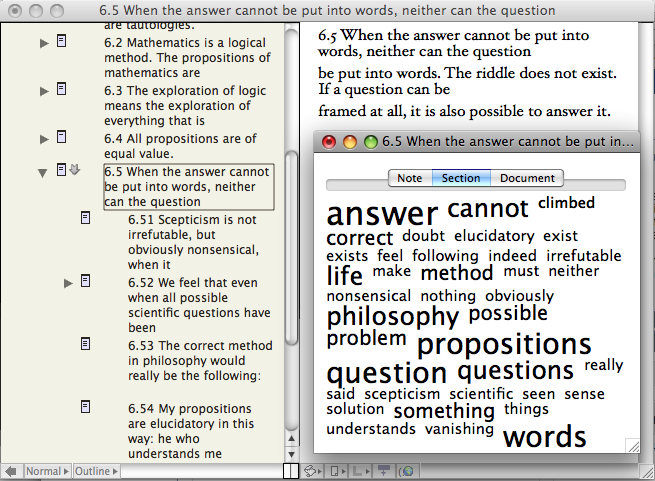 6.5 When the answer cannot be put into words, neither can the question
are tautologies.
6.2 Mathematics is a logical
method. The propositions of
mathematics are
6.3 The exploration of logic
means the exploration of
everything that is
6.4 All propositions are of
equal value.
6.5 When the answer cannot
be put into words, neither
can the question
6.51 Scepticism is not
irrefutable, but
obviously nonsensical,
when it
6.52 We feel that even
when all possible
scientific questions have
been
6.53 The correct method
in philosophy would
really be the following:
6.54 My propositions
are elucidatory in this
way: he who
understands me
Normal
Outline
6.5 When the answer cannot be put into
words, neither can the question
be put into words. The riddle does not exist.
If a question can be
framed at all, it is also possible to answer it.
6.5 When the answer cannot be put in...
Note Section Document
answer cannot climbed
correct doubt elucidatory exist
exists feel following indeed irrefutable
life make method must neither
nonsensical nothing obviously
philosophy possible
problem propositions
question questions really
said scepticism scientific seen sense
solution something things
understands vanishing words